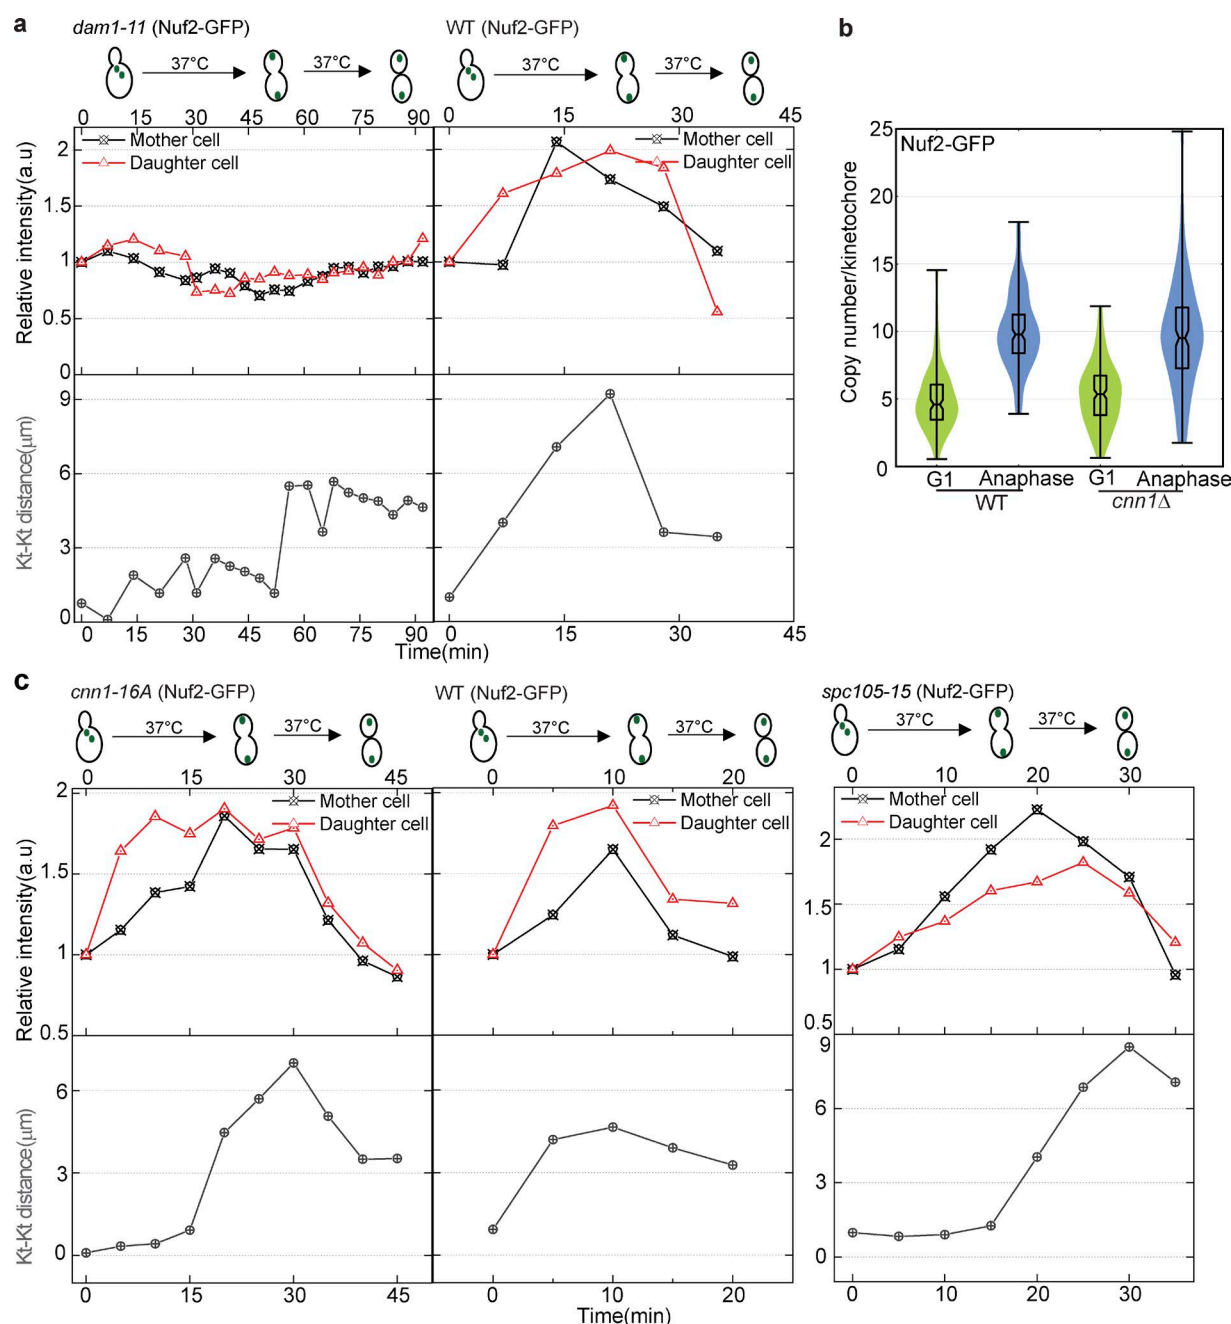 a
dam1-11 (Nuf2-GFP)
WT (Nuf2-GFP)
37°C 37°C 37°C 37°C
0 15 30 45 60 75 90
0 15 30 45
Mother cell
Daughter cell
Mother cell
Daughter cell
Relative intensity(a.u)
2
1.5
1
0.5
0
Kt-Kt distance(μm)
9
6
3
0
0 15 30 45 60 75 90
0 15 30 45
Time(min)
b
Nuf2-GFP
Copy number/kinetochore
25
20
15
10
5
0
G1 Anaphase G1 Anaphase
WT cnn1Δ
c
cnn1-16A (Nuf2-GFP)
WT (Nuf2-GFP)
spc105-15 (Nuf2-GFP)
37°C 37°C 37°C 37°C 37°C 37°C
0 15 30 45
0 10 20
0 10 20 30
Mother cell
Daughter cell
Mother cell
Daughter cell
Mother cell
Daughter cell
Relative intensity(a.u)
2
1.5
1
0.5
2
1.5
1
0.5
Kt-Kt distance(μm)
6
3
0
9
6
3
0
0 15 30 45
0 10 20
0 10 20 30
Time(min)